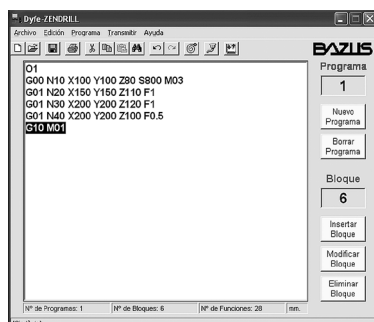 Dyfe-ZENDRILL
Archivo Edición Programa Transmitir Ayuda
BAZUS
O1
G00 N10 X100 Y100 Z80 S800 M03
G01 N20 X150 Y150 Z110 F1
G01 N30 X200 Y200 Z120 F1
G01 N40 X200 Y200 Z100 F0.5
G10 M01
Programa
1
Nuevo
Programa
Borrar
Programa
Bloque
6
Insertar
Bloque
Modificar
Bloque
Eliminar
Bloque
Nº de Programes: 1 Nº de Bloques: 6 Nº de Funciones: 28 mm.